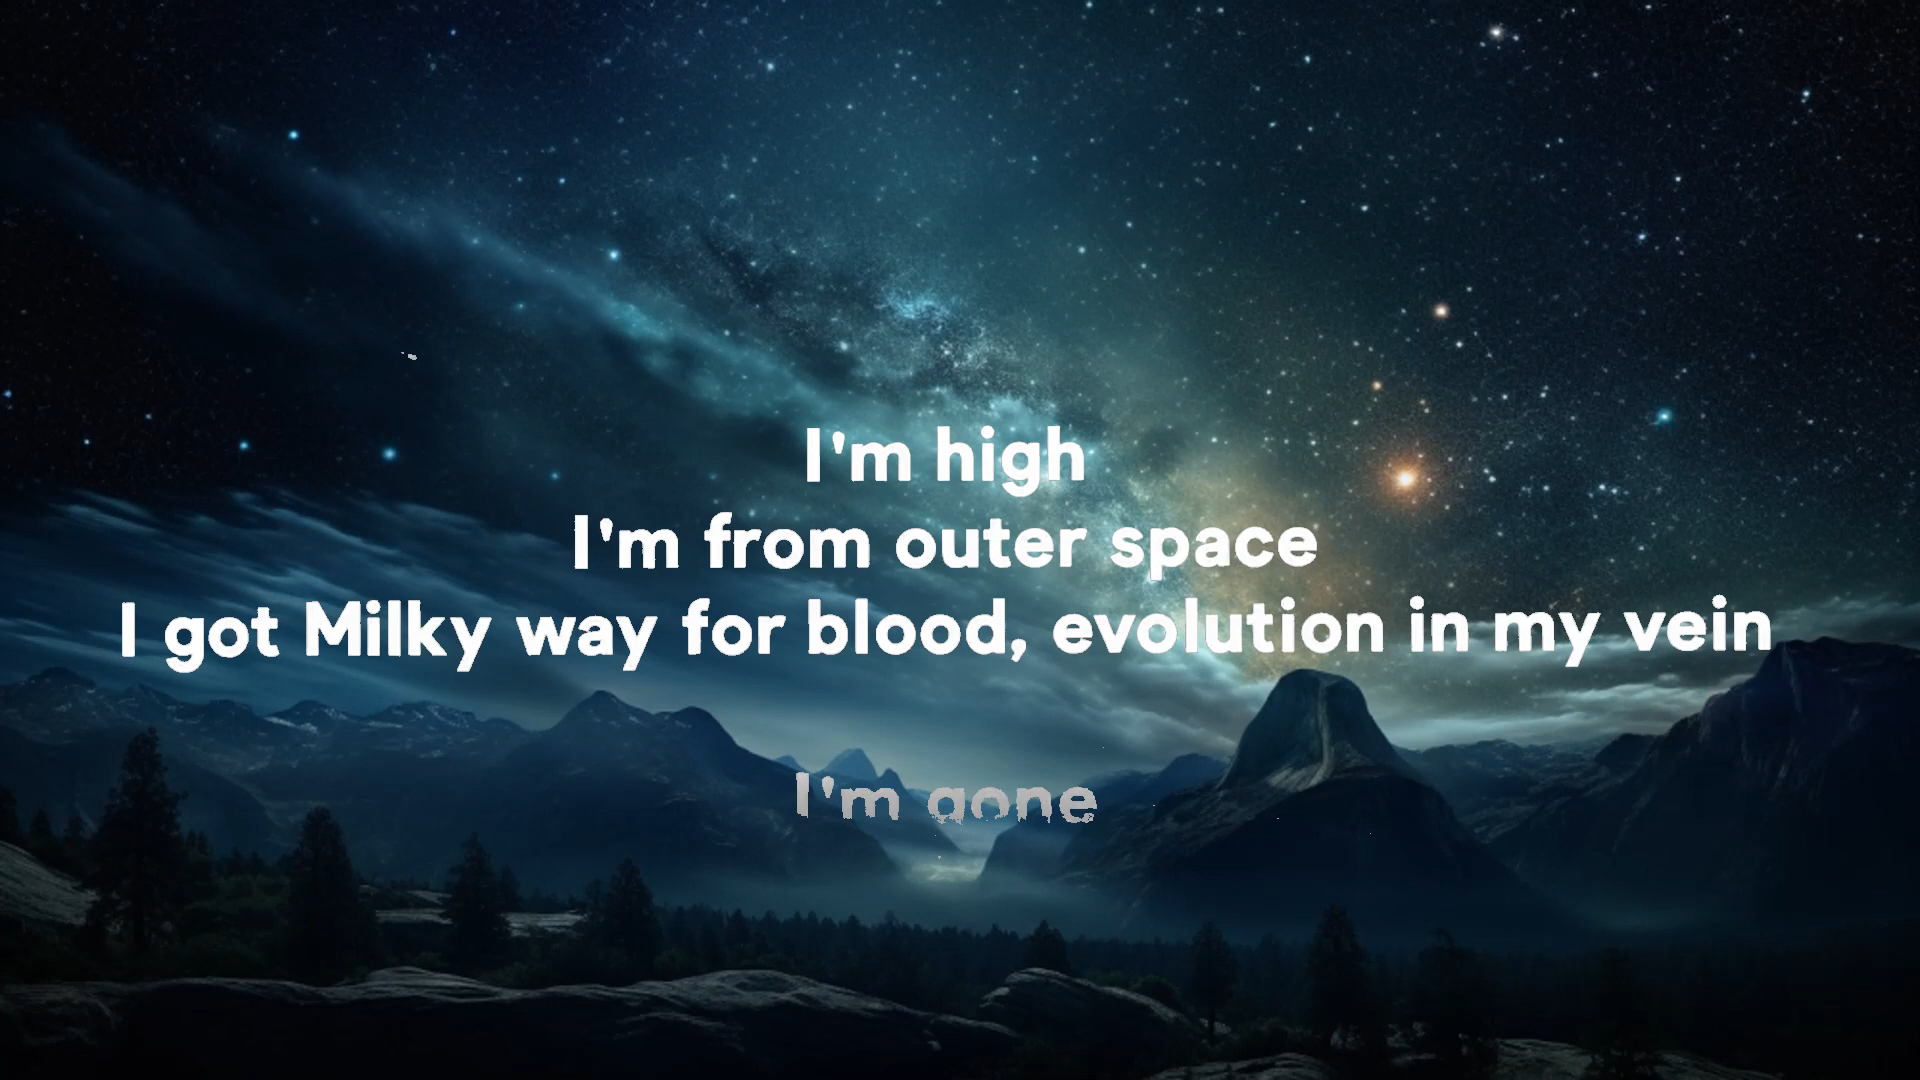 I'm high
I'm from outer space
I got Milky way for blood, evolution in my vein
I'm gone